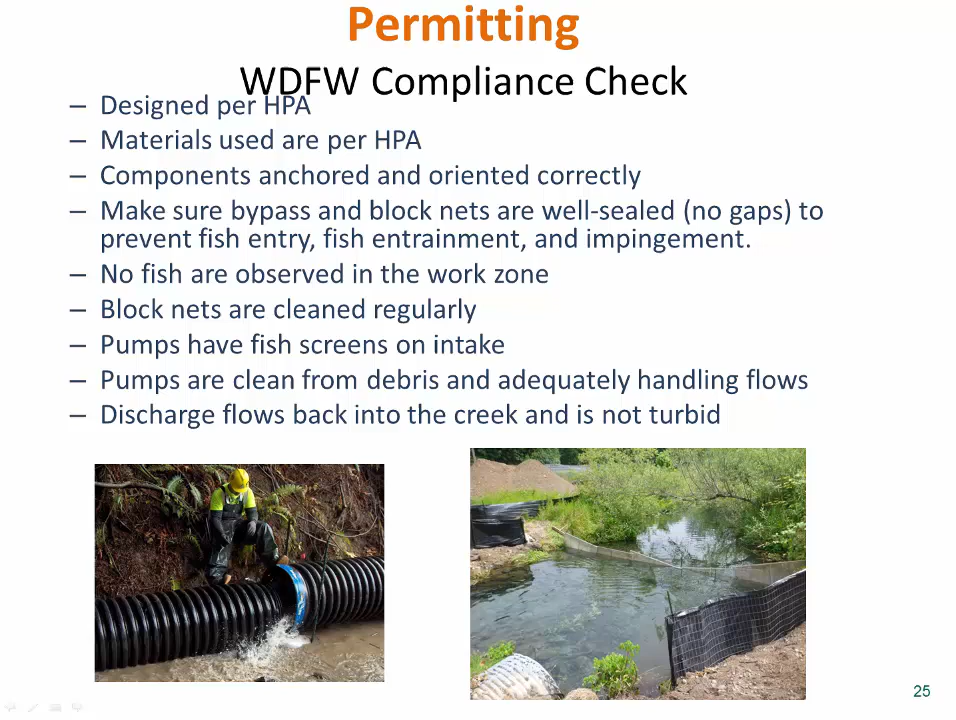 Permitting
WDFW Compliance Check
– Designed per HPA
– Materials used are per HPA
– Components anchored and oriented correctly
– Make sure bypass and block nets are well-sealed (no gaps) to
prevent fish entry, fish entrainment, and impingement.
– No fish are observed in the work zone
– Block nets are cleaned regularly
– Pumps have fish screens on intake
– Pumps are clean from debris and adequately handling flows
– Discharge flows back into the creek and is not turbid
25